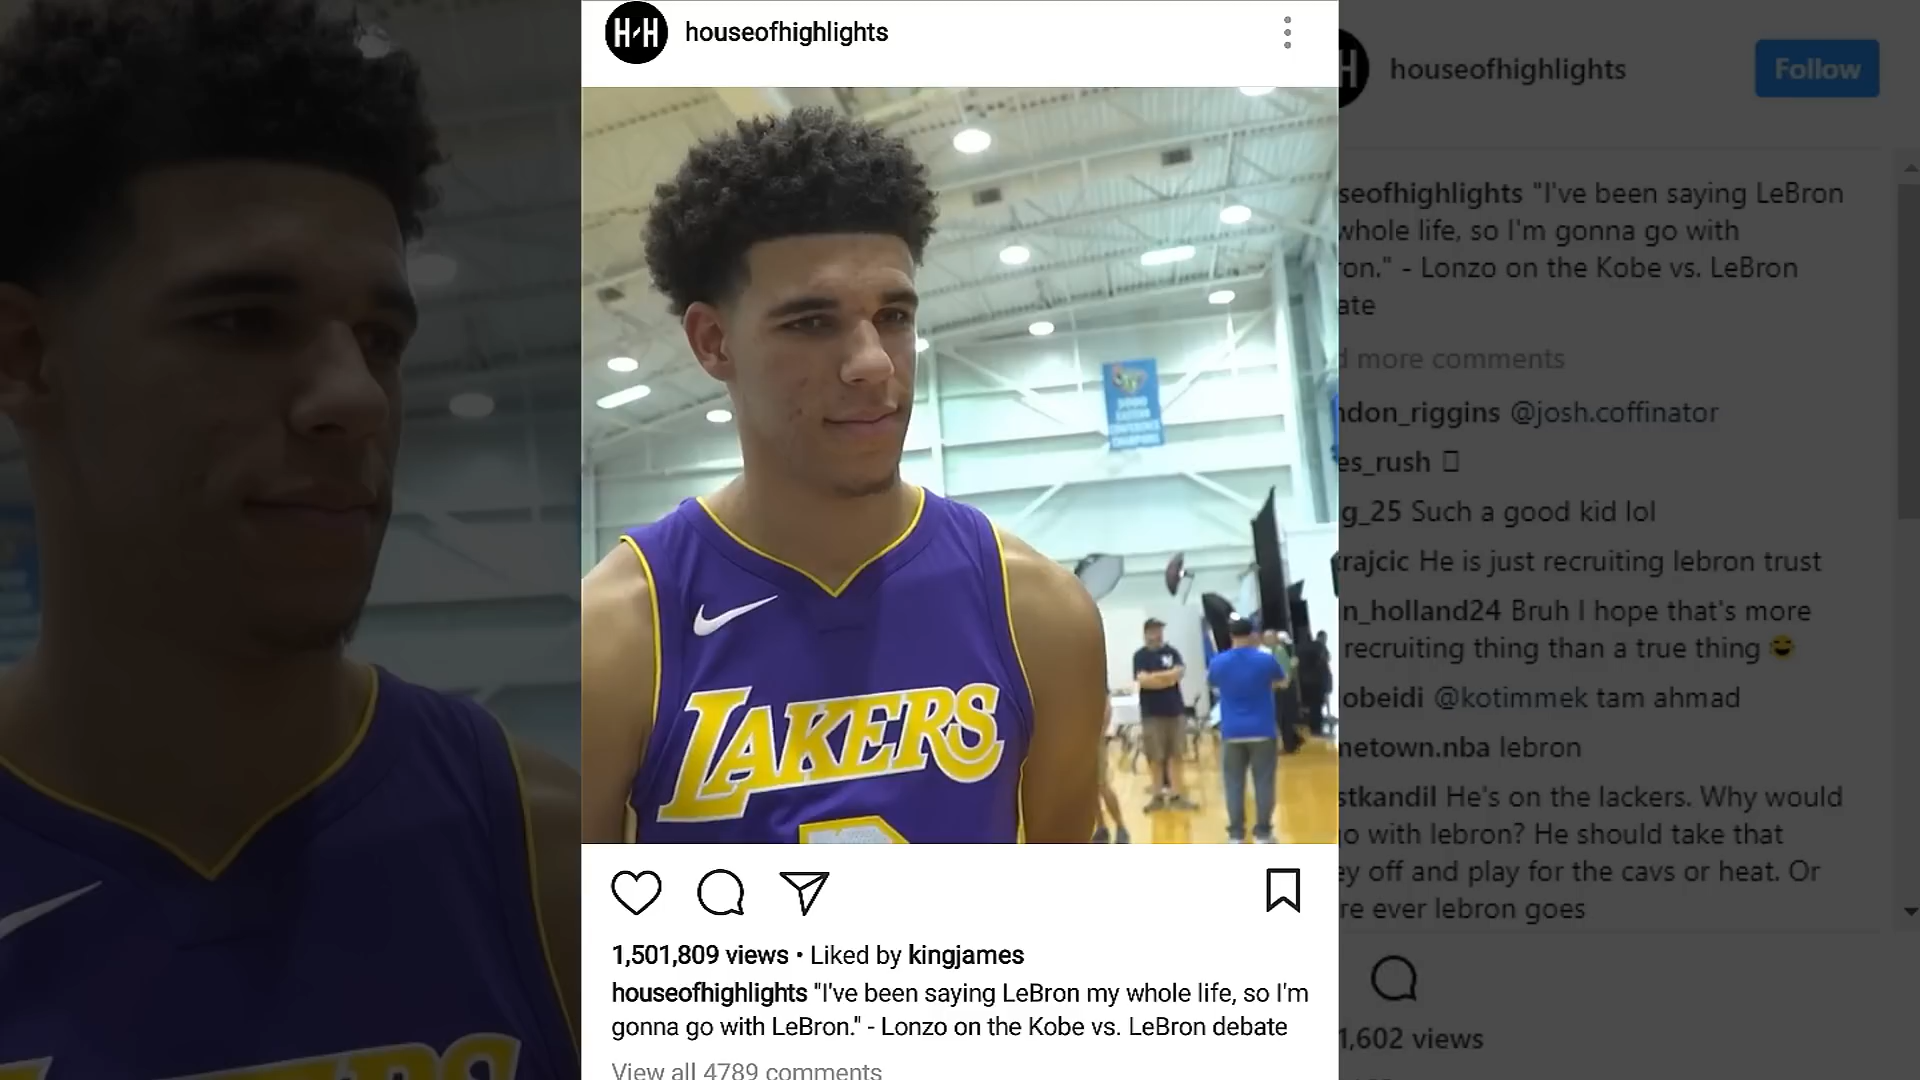 H-H houseofhighlights
LAKERS
1,501,809 views • Liked by kingjames
houseofhighlights "I've been saying LeBron my whole life, so I'm
gonna go with LeBron." - Lonzo on the Kobe vs. LeBron debate
View all 4789 comments
houseofhighlights
Follow
seofhighlights "I've been saying LeBron
whole life, so I'm gonna go with
ron." - Lonzo on the Kobe vs. LeBron
ate
more comments
don_riggins @josh.coffinator
es_rush
g_25 Such a good kid lol
rajcic He is just recruiting lebron trust
n_holland24 Bruh I hope that's more
recruiting thing than a true thing 😄
obeidi @kotimmek tam ahmad
metown.nba lebron
stkandil He's on the lackers. Why would
o with lebron? He should take that
ey off and play for the cavs or heat. Or
re ever lebron goes
1,602 views